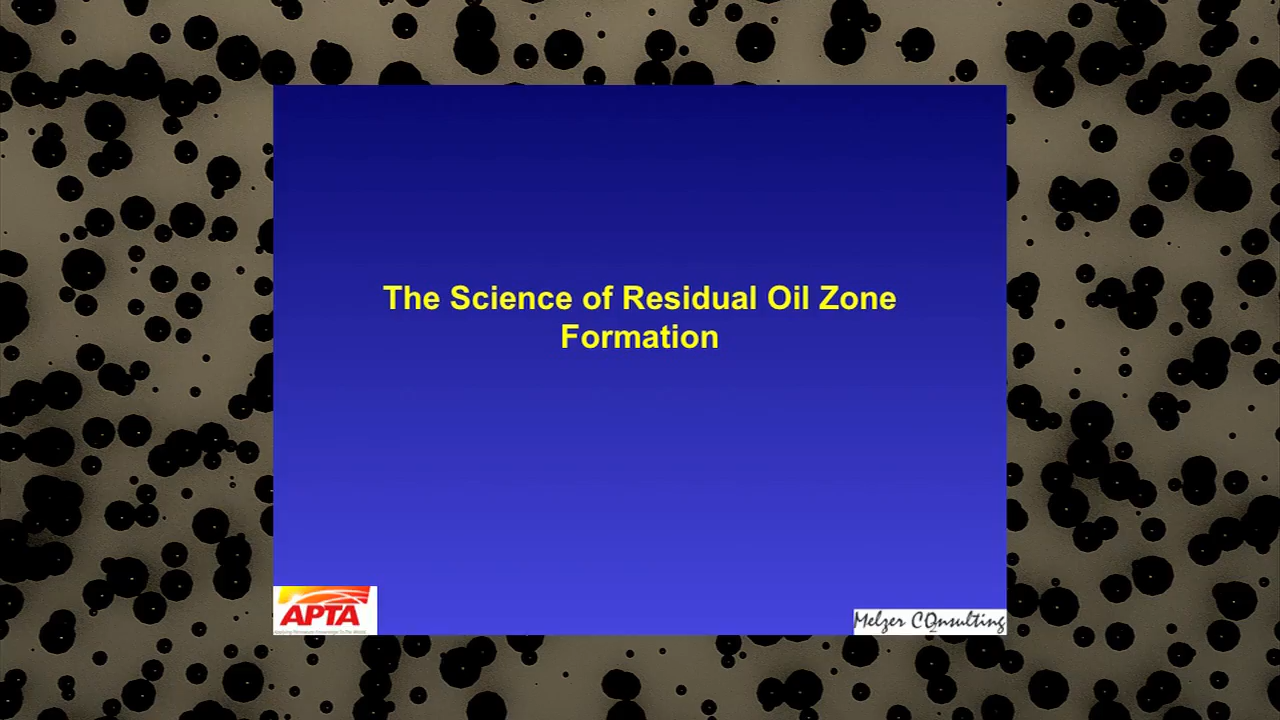 The Science of Residual Oil Zone
Formation
APTA
Melzer CO2nsulting